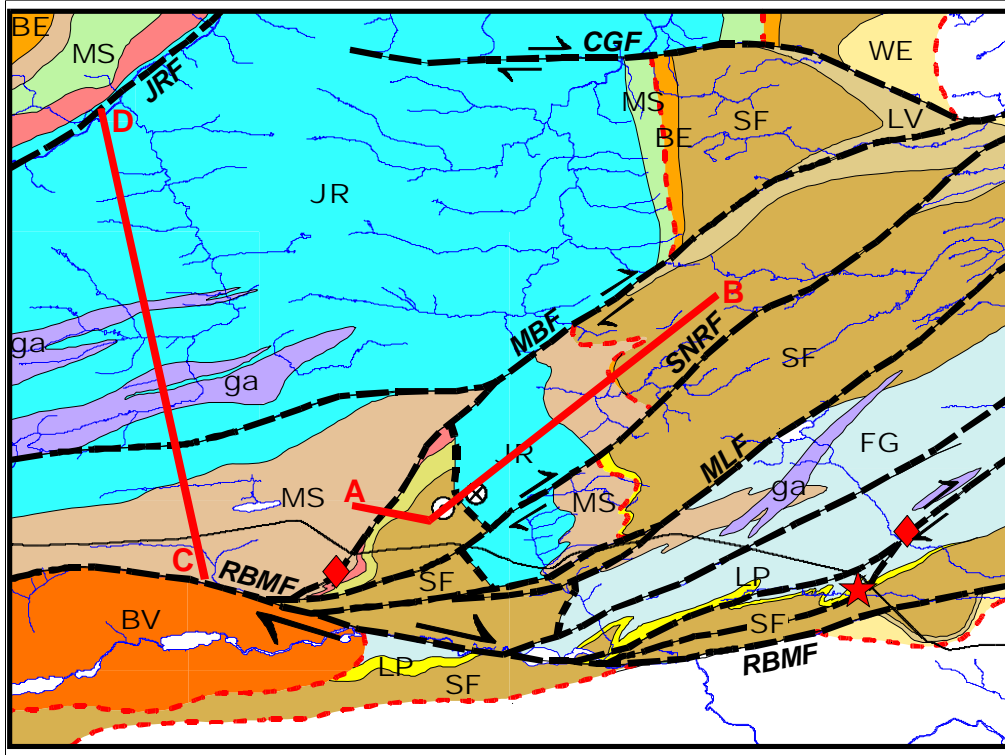 BE
MS
JRF
D
CGF
WE
MS
BE
SF
LV
JR
B
MBF
SNRF
SF
ga
ga
MLF
FG
JR
A
MS
MS
ga
C
RBMF
SF
LP
BV
SF
RBMF
LP
SF